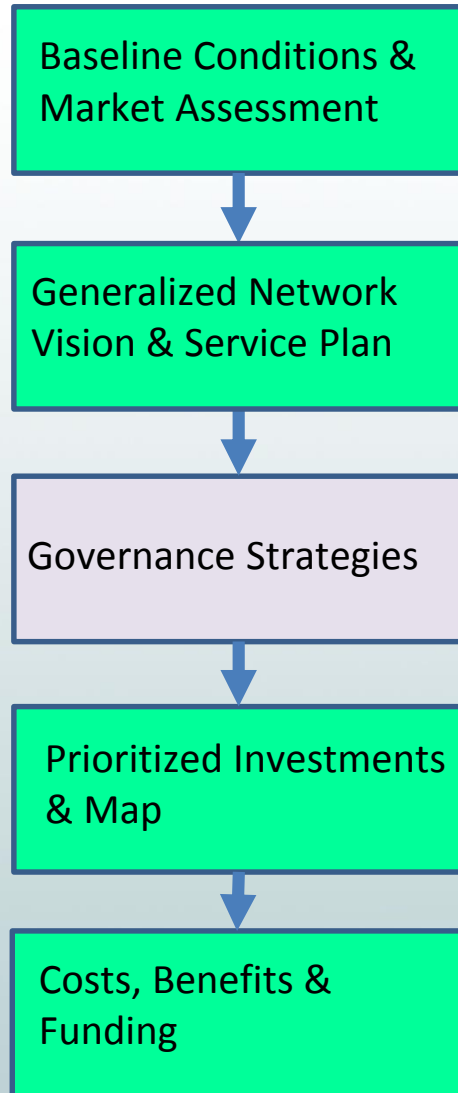 Baseline Conditions &
Market Assessment
Generalized Network
Vision & Service Plan
Governance Strategies
Prioritized Investments
& Map
Costs, Benefits &
Funding